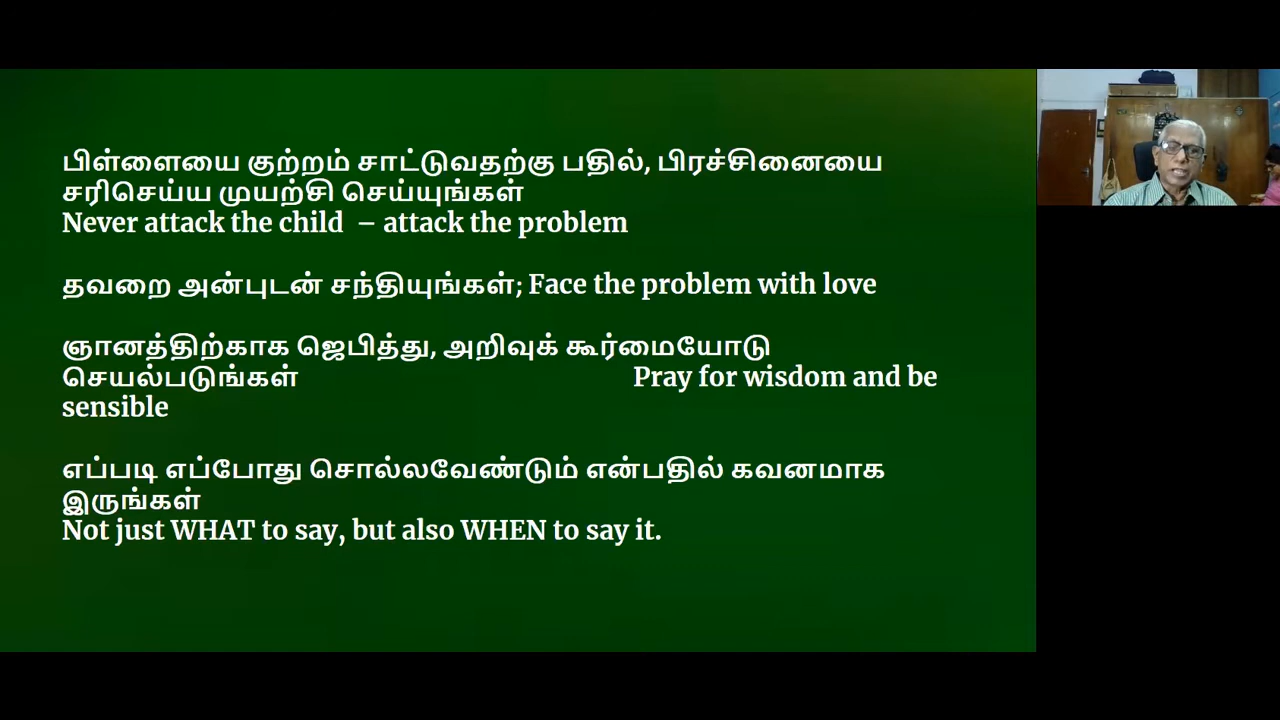 பிள்ளையை குற்றம் சாட்டுவதற்கு பதில், பிரச்சினையை
சரிசெய்ய முயற்சி செய்யுங்கள்
Never attack the child – attack the problem
தவறை அன்புடன் சந்தியுங்கள்; Face the problem with love
ஞானத்திற்காக ஜெபித்து, அறிவுக் கூர்மையோடு
செயல்படுங்கள் Pray for wisdom and be
sensible
எப்படி எப்போது சொல்லவேண்டும் என்பதில் கவனமாக
இருங்கள்
Not just WHAT to say, but also WHEN to say it.